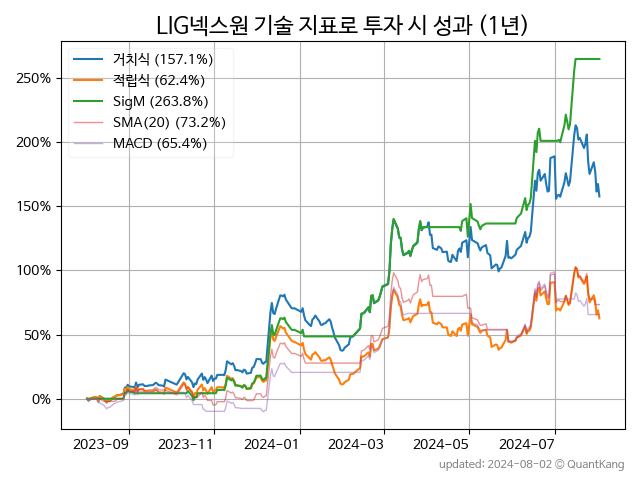 LIG넥스원 기술 지표로 투자 시 성과 (1년)
거치식 (157.1%)
적립식 (62.4%)
SigM (263.8%)
SMA(20) (73.2%)
MACD (65.4%)
250%
200%
150%
100%
50%
0%
2023-09 2023-11 2024-01 2024-03 2024-05 2024-07
updated: 2024-08-02 © QuantKang